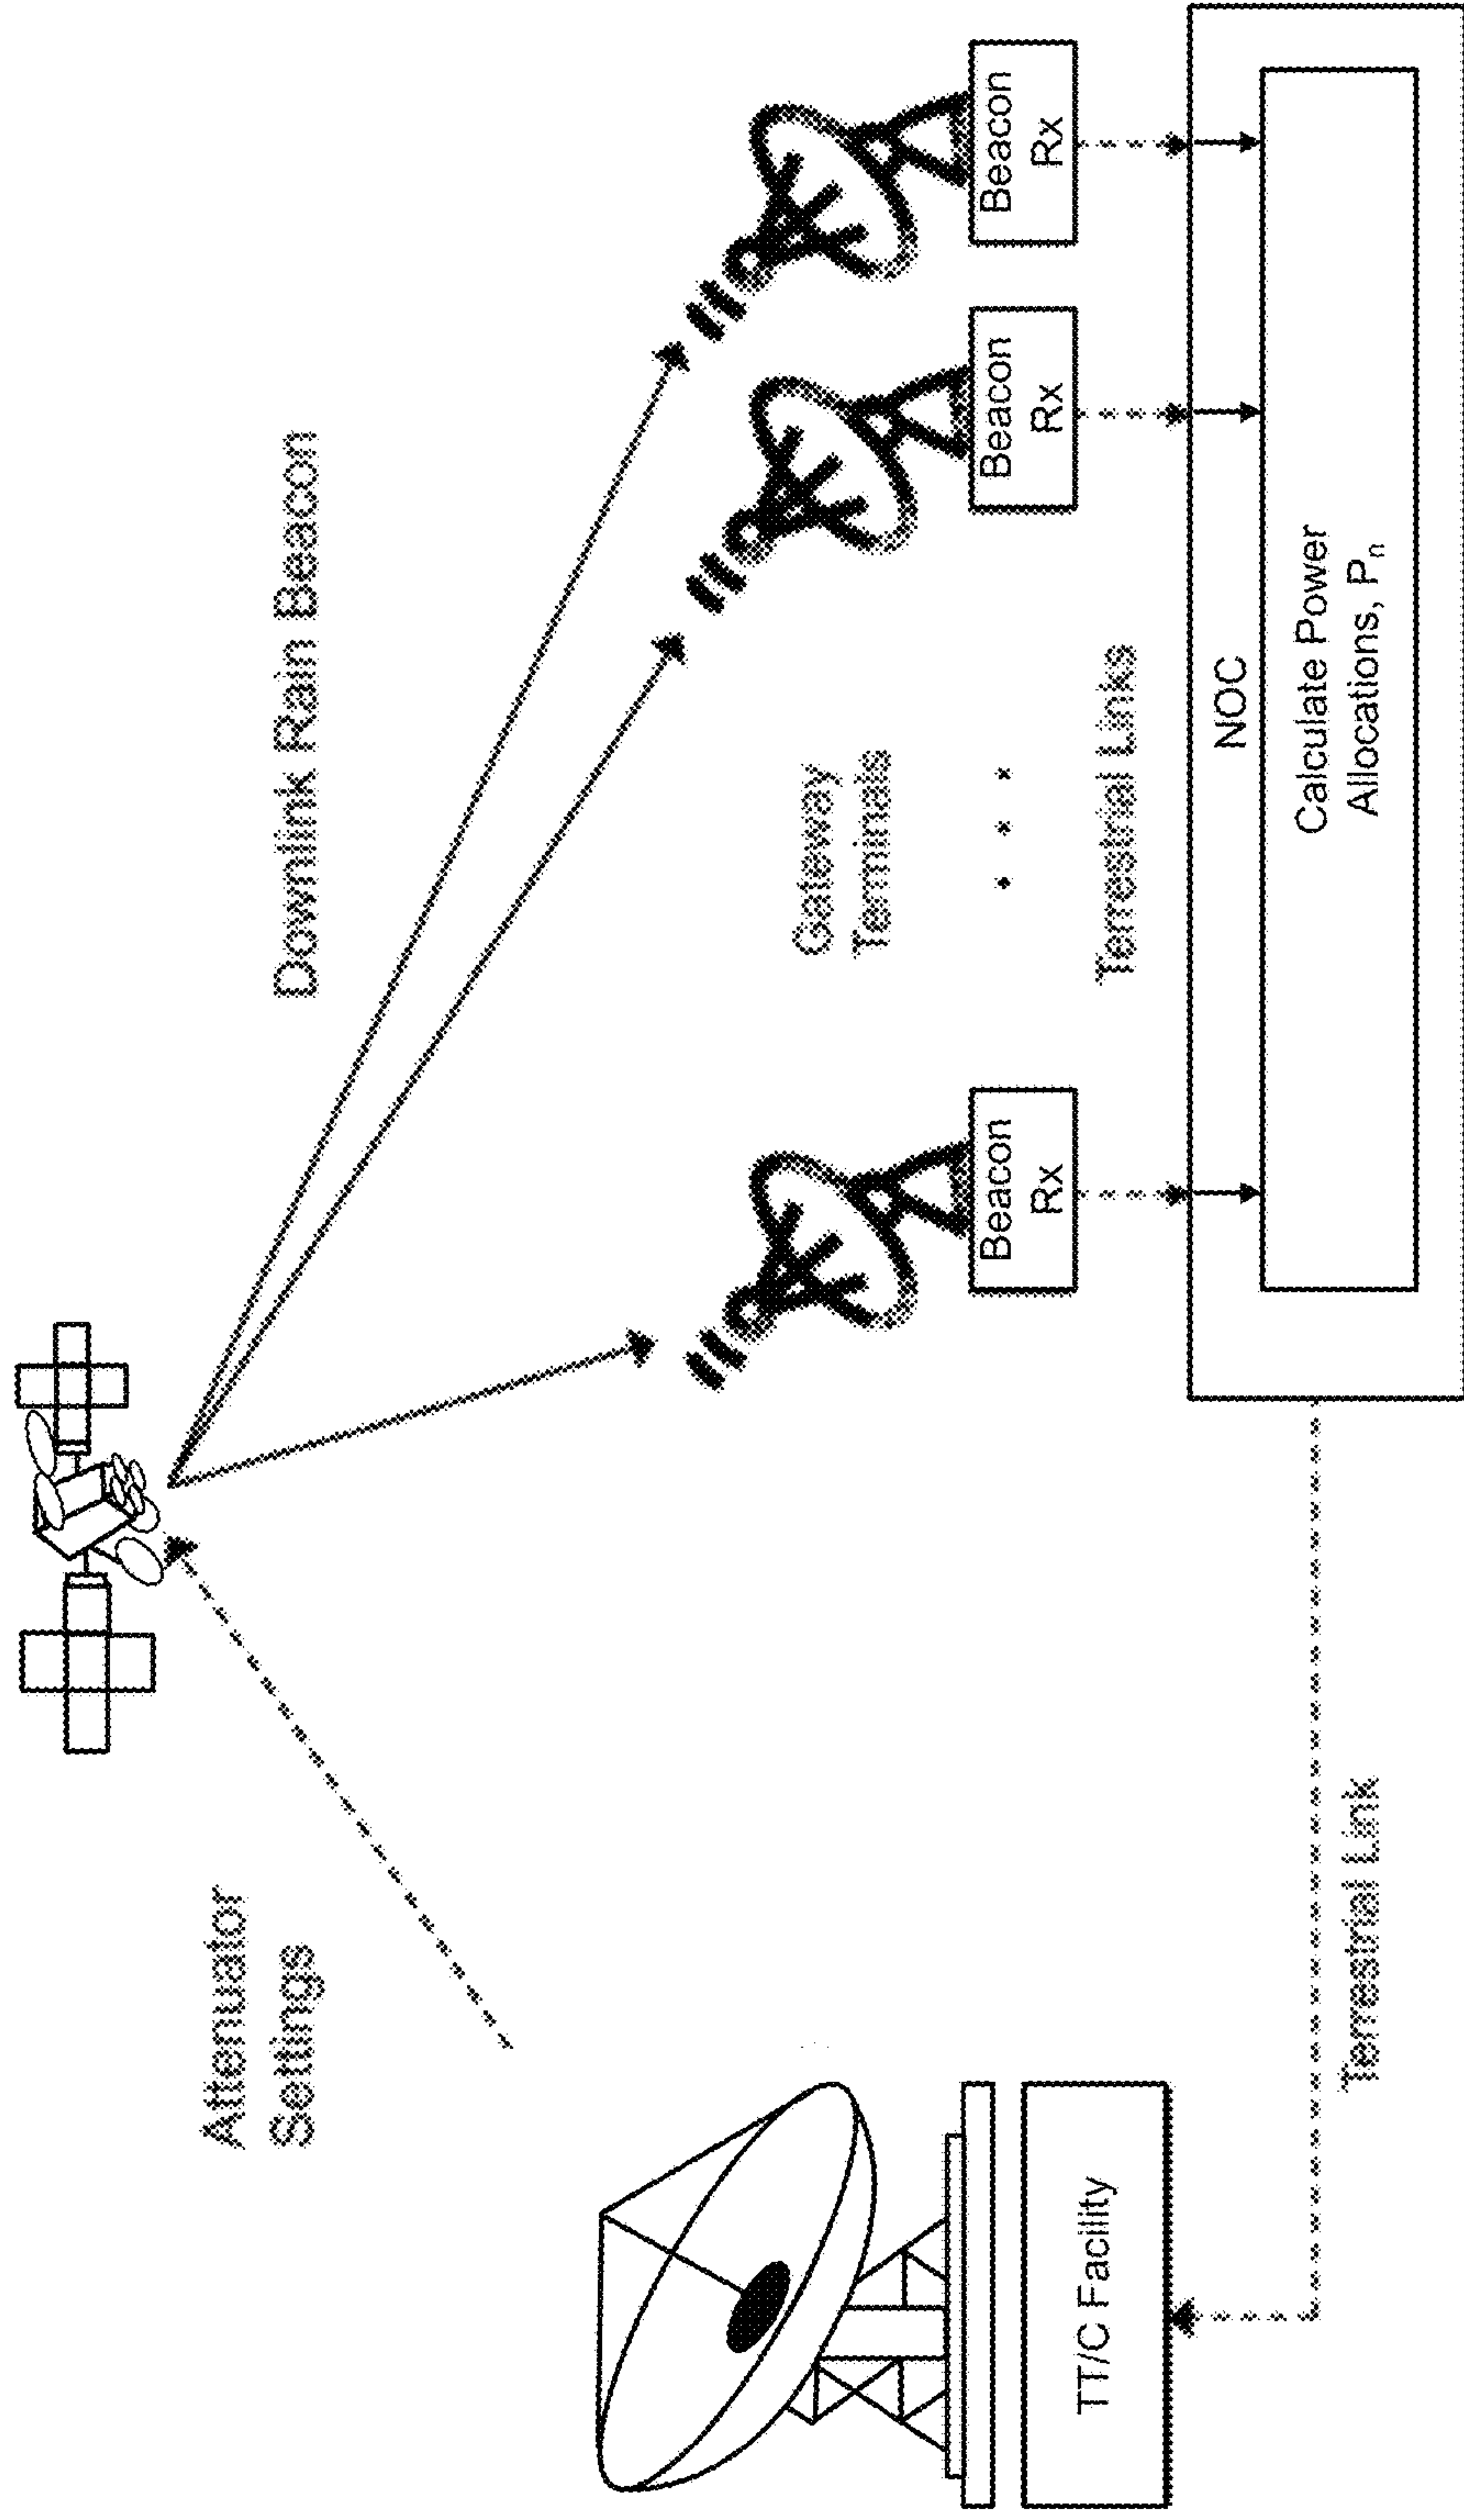 Attenuator
Settings
Downlink Rain Beacon
Gateway
Terminals
. . .
Beacon
Rx
Beacon
Rx
Beacon
Rx
Terrestrial Links
TT/C Facility
NOC
Calculate Power
Allocations, Pn
Terrestrial Link